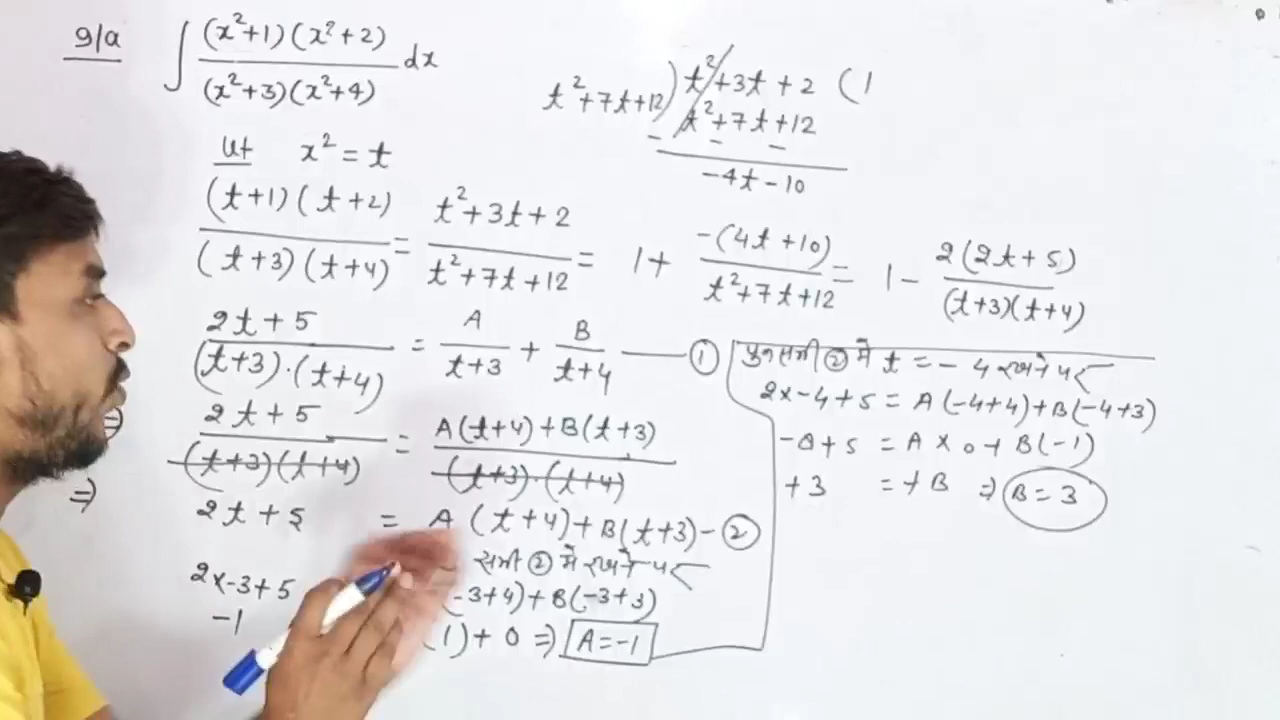 9/a ∫ (x²+1)(x²+2) / (x²+3)(x²+4) dx
t²+7t+12 ) t²+3t+2 ( 1
t²+7t+12
- - -
-4t-10
Let x² = t
(t+1)(t+2) / (t+3)(t+4) = t²+3t+2 / t²+7t+12 = 1 + -(4t+10) / t²+7t+12 = 1 - 2(2t+5) / (t+3)(t+4)
2t+5 / (t+3)·(t+4) = A / t+3 + B / t+4 — ①
⇒ 2t+5 / (t+3)(t+4) = A(t+4)+B(t+3) / (t+3)·(t+4)
⇒ 2t+5 = A(t+4)+B(t+3) - ②
समी ② में रखने पर
2x-3+5 -3+4)+B(-3+3)
-1 (1)+0 ⇒ A=-1
पुन समी ② में t = -4 रखने पर
2x-4+5 = A(-4+4)+B(-4+3)
-8+5 = A×0+B(-1)
+3 = +B ⇒ B=3